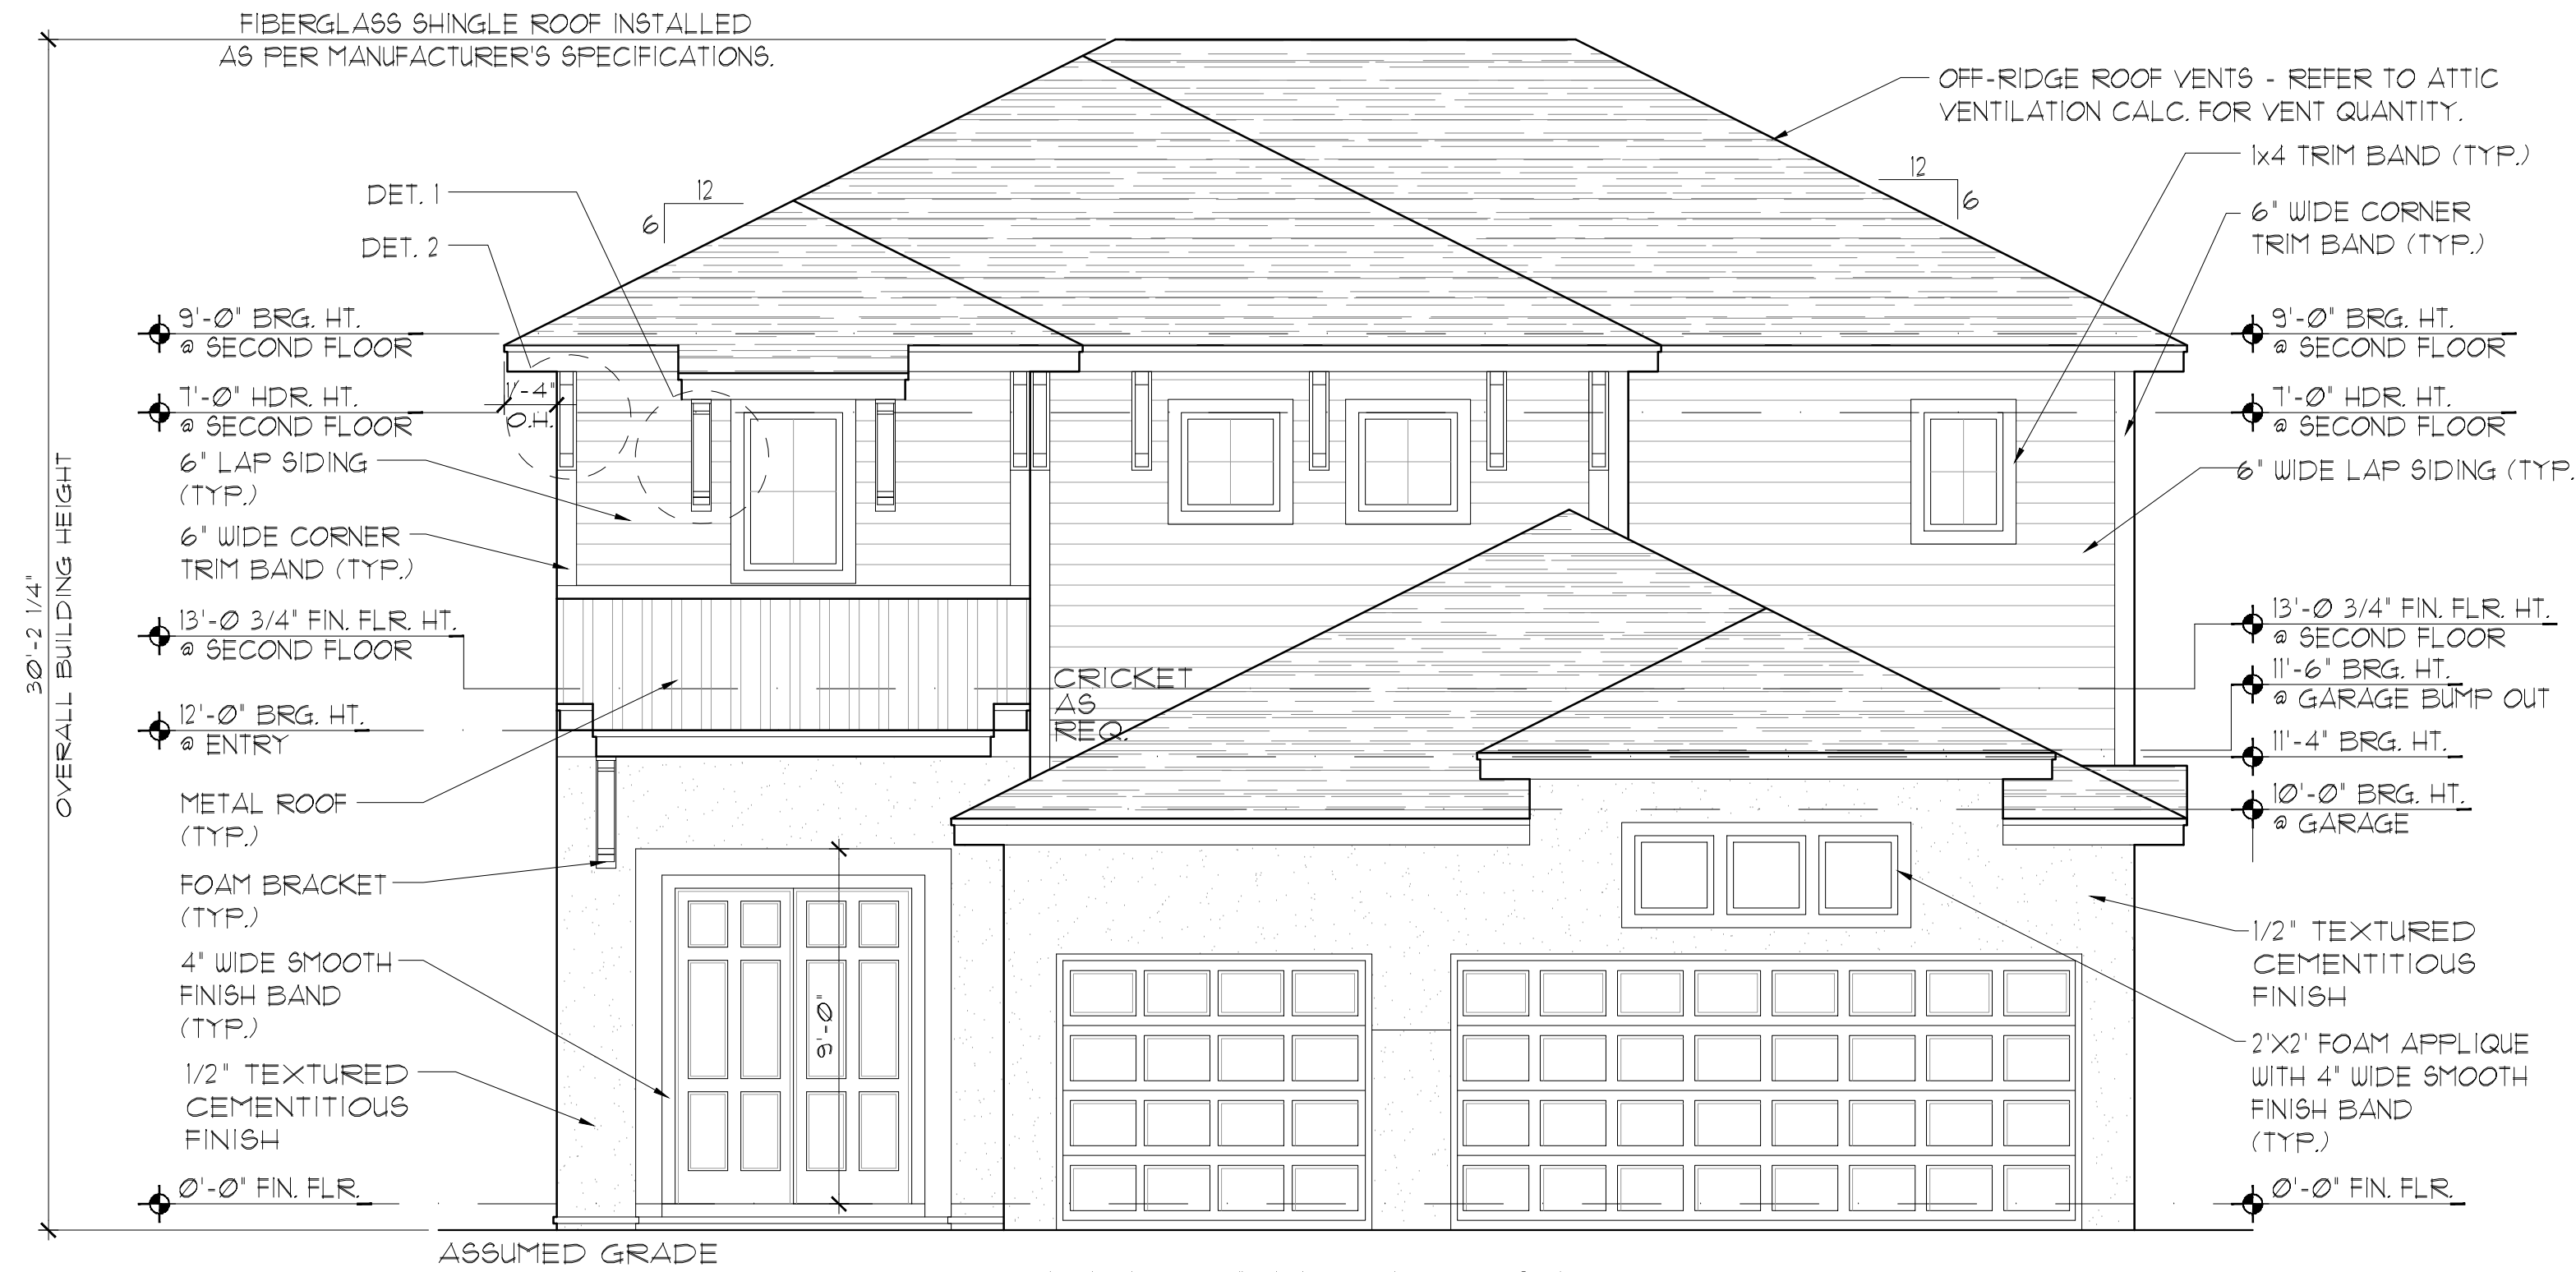 FIBERGLASS SHINGLE ROOF INSTALLED
AS PER MANUFACTURER'S SPECIFICATIONS.
DET. 1
DET. 2
12
6
9'-0" BRG. HT.
@ SECOND FLOOR
7'-0" HDR. HT.
@ SECOND FLOOR
1'-4"
O.H.
6" LAP SIDING
(TYP.)
6" WIDE CORNER
TRIM BAND (TYP.)
13'-0 3/4" FIN. FLR. HT.
@ SECOND FLOOR
12'-0" BRG. HT.
@ ENTRY
METAL ROOF
(TYP.)
FOAM BRACKET
(TYP.)
4" WIDE SMOOTH
FINISH BAND
(TYP.)
1/2" TEXTURED
CEMENTITIOUS
FINISH
0'-0" FIN. FLR.
30'-2 1/4"
OVERALL BUILDING HEIGHT
ASSUMED GRADE
9'-0"
CRICKET
AS
REQ.
OFF-RIDGE ROOF VENTS - REFER TO ATTIC
VENTILATION CALC. FOR VENT QUANTITY.
12
6
1x4 TRIM BAND (TYP.)
6" WIDE CORNER
TRIM BAND (TYP.)
9'-0" BRG. HT.
@ SECOND FLOOR
7'-0" HDR. HT.
@ SECOND FLOOR
6" WIDE LAP SIDING (TYP.
13'-0 3/4" FIN. FLR. HT.
@ SECOND FLOOR
11'-6" BRG. HT.
@ GARAGE BUMP OUT
11'-4" BRG. HT.
10'-0" BRG. HT.
@ GARAGE
1/2" TEXTURED
CEMENTITIOUS
FINISH
2'X2' FOAM APPLIQUE
WITH 4" WIDE SMOOTH
FINISH BAND
(TYP.)
0'-0" FIN. FLR.